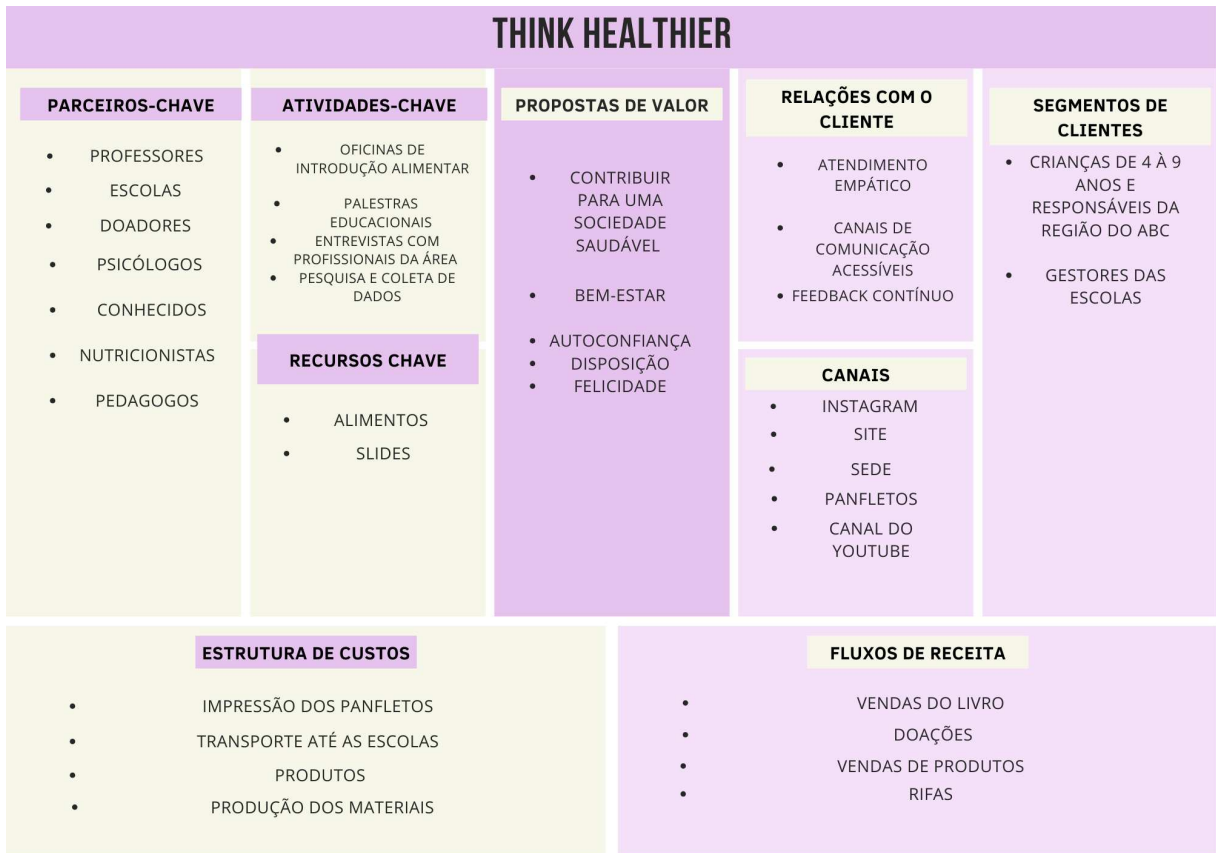 THINK HEALTHIER
PARCEIROS-CHAVE
• PROFESSORES
• ESCOLAS
• DOADORES
• PSICÓLOGOS
• CONHECIDOS
• NUTRICIONISTAS
• PEDAGOGOS
ATIVIDADES-CHAVE
• OFICINAS DE
INTRODUÇÃO ALIMENTAR
• PALESTRAS
EDUCACIONAIS
• ENTREVISTAS COM
PROFISSIONAIS DA ÁREA
• PESQUISA E COLETA DE
DADOS
RECURSOS CHAVE
• ALIMENTOS
• SLIDES
PROPOSTAS DE VALOR
• CONTRIBUIR
PARA UMA
SOCIEDADE
SAUDÁVEL
• BEM-ESTAR
• AUTOCONFIANÇA
• DISPOSIÇÃO
• FELICIDADE
RELAÇÕES COM O
CLIENTE
• ATENDIMENTO
EMPÁTICO
• CANAIS DE
COMUNICAÇÃO
ACESSÍVEIS
• FEEDBACK CONTÍNUO
CANAIS
• INSTAGRAM
• SITE
• SEDE
• PANFLETOS
• CANAL DO
YOUTUBE
SEGMENTOS DE
CLIENTES
• CRIANÇAS DE 4 À 9
ANOS E
RESPONSÁVEIS DA
REGIÃO DO ABC
• GESTORES DAS
ESCOLAS
ESTRUTURA DE CUSTOS
• IMPRESSÃO DOS PANFLETOS
• TRANSPORTE ATÉ AS ESCOLAS
• PRODUTOS
• PRODUÇÃO DOS MATERIAIS
FLUXOS DE RECEITA
• VENDAS DO LIVRO
• DOAÇÕES
• VENDAS DE PRODUTOS
• RIFAS